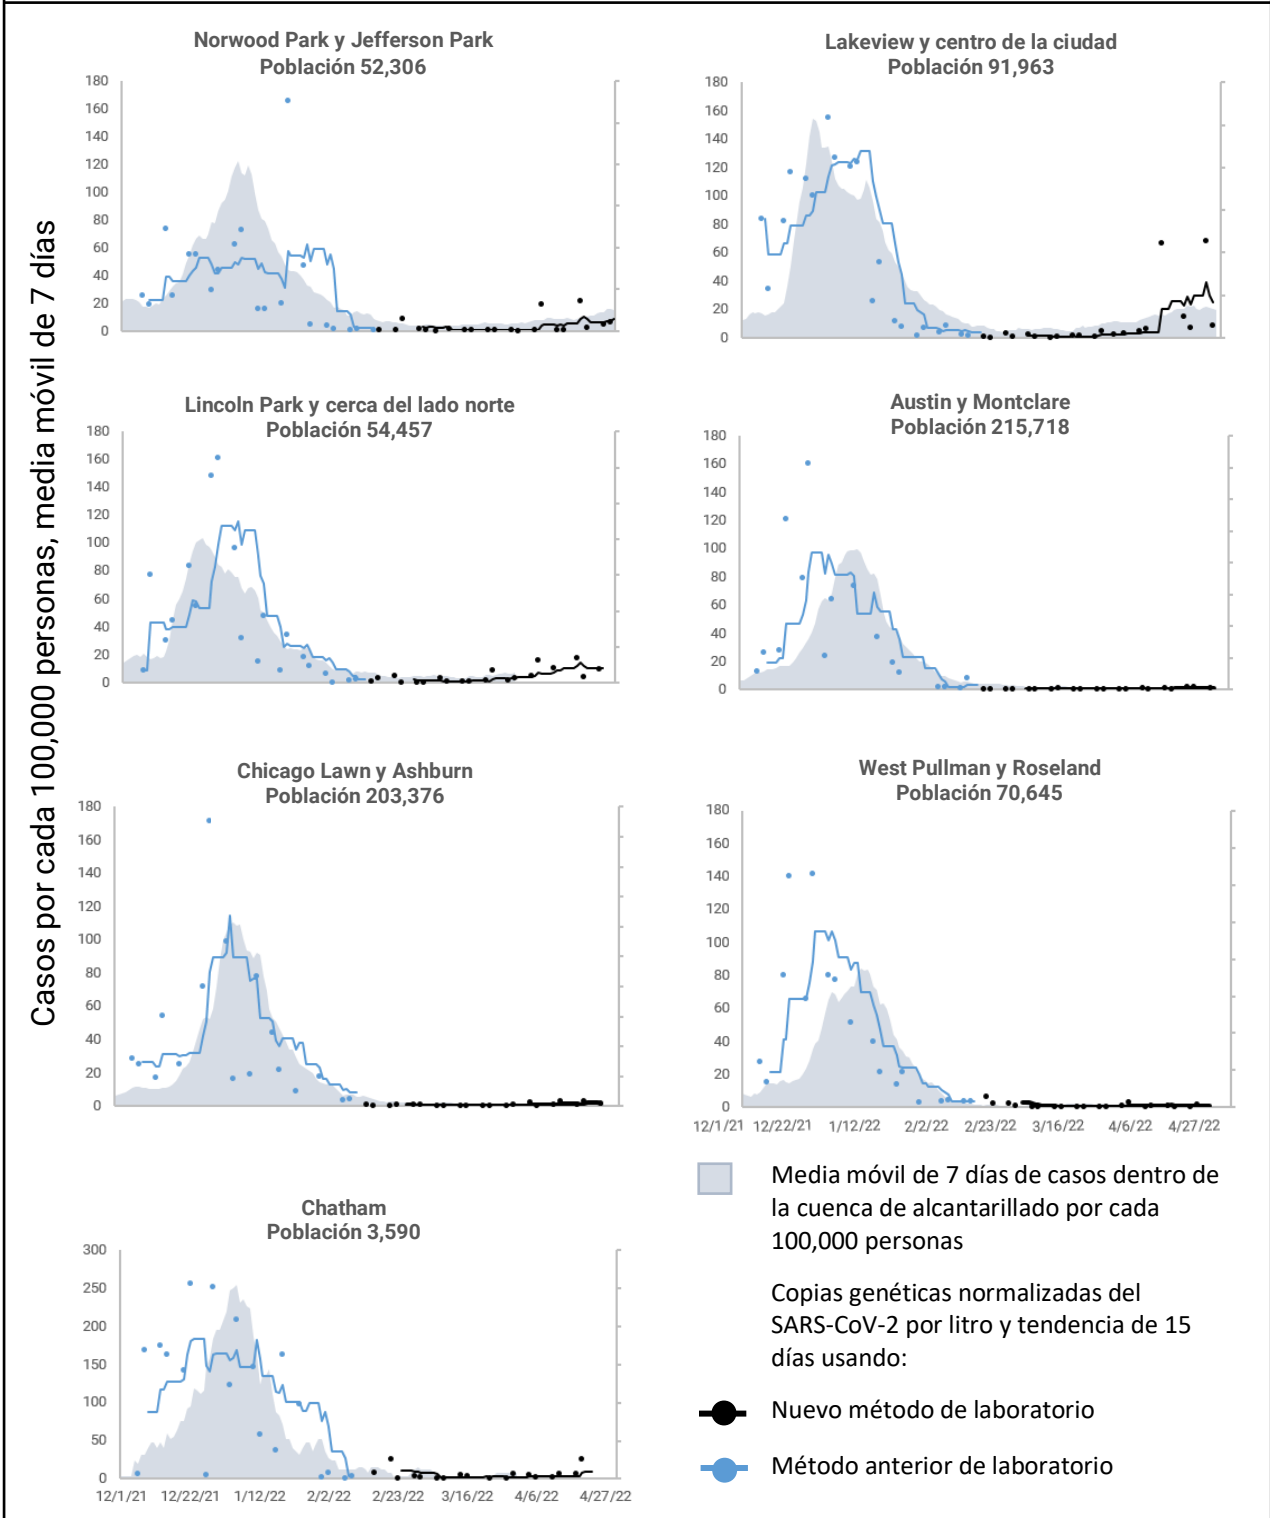 Casos por cada 100,000 personas, media móvil de 7 días
Norwood Park y Jefferson Park
Población 52,306
180
160
140
120
100
80
60
40
20
0
Lakeview y centro de la ciudad
Población 91,963
180
160
140
120
100
80
60
40
20
0
Lincoln Park y cerca del lado norte
Población 54,457
180
160
140
120
100
80
60
40
20
0
Austin y Montclare
Población 215,718
180
160
140
120
100
80
60
40
20
0
Chicago Lawn y Ashburn
Población 203,376
180
160
140
120
100
80
60
40
20
0
West Pullman y Roseland
Población 70,645
180
160
140
120
100
80
60
40
20
0
12/1/21 12/22/21 1/12/22 2/2/22 2/23/22 3/16/22 4/6/22 4/27/22
Chatham
Población 3,590
300
250
200
150
100
50
0
12/1/21 12/22/21 1/12/22 2/2/22 2/23/22 3/16/22 4/6/22 4/27/22
Media móvil de 7 días de casos dentro de
la cuenca de alcantarillado por cada
100,000 personas
Copias genéticas normalizadas del
SARS-CoV-2 por litro y tendencia de 15
días usando:
Nuevo método de laboratorio
Método anterior de laboratorio